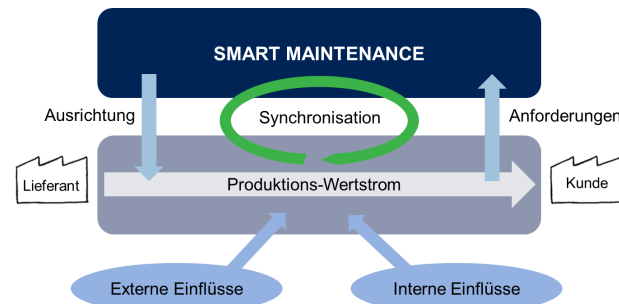 SMART MAINTENANCE
Ausrichtung
Synchronisation
Anforderungen
Lieferant
Produktions-Wertstrom
Kunde
Externe Einflüsse
Interne Einflüsse